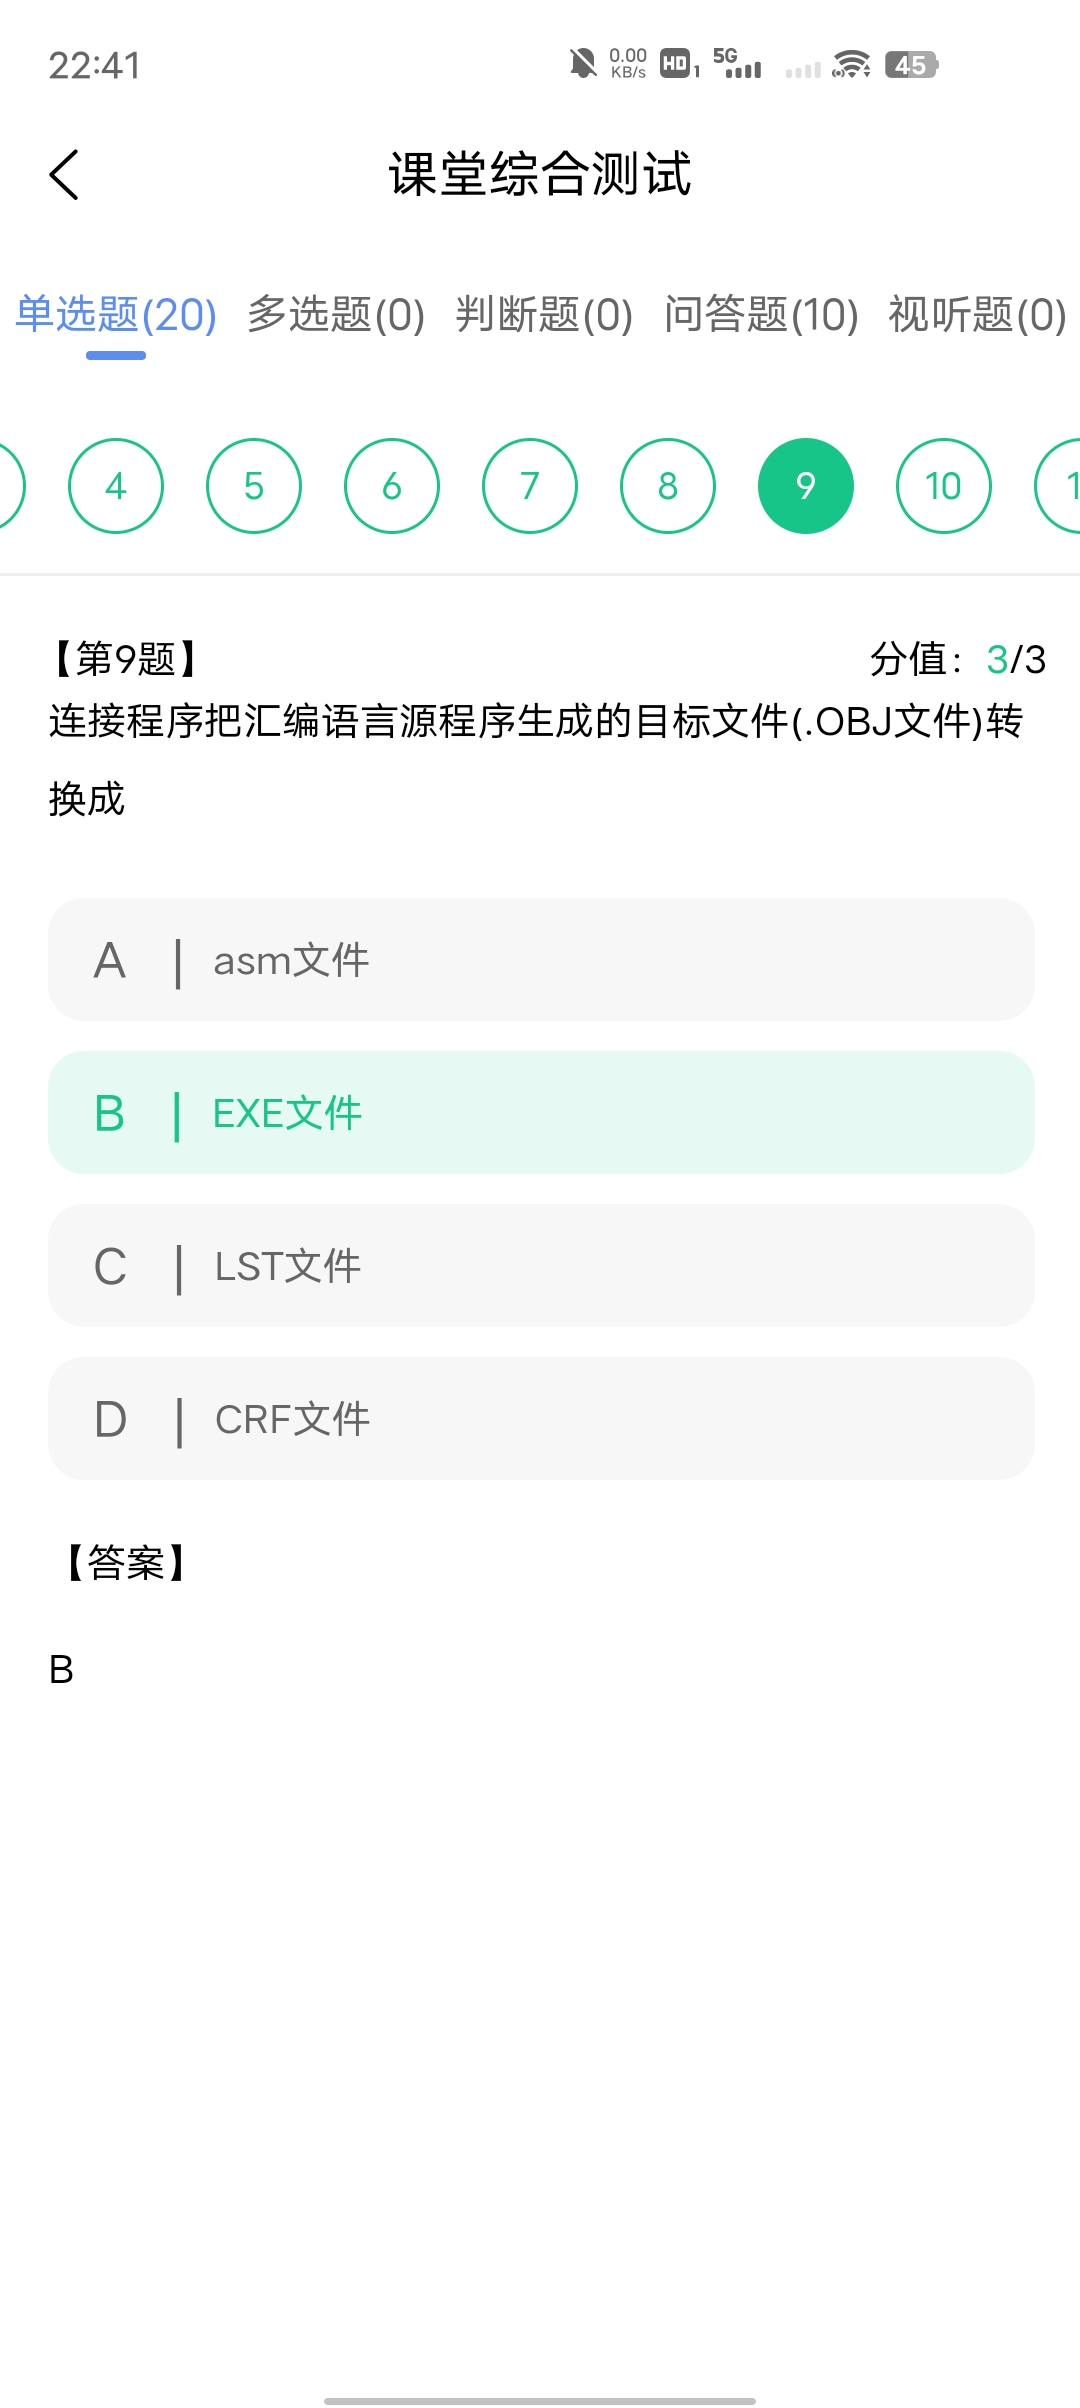 22:41 0.00 KB/s HD 1 5G 45
课堂综合测试
单选题(20) 多选题(0) 判断题(0) 问答题(10) 视听题(0)
4 5 6 7 8 9 10 1
【第9题】 分值：3/3
连接程序把汇编语言源程序生成的目标文件(.OBJ文件)转
换成
A | asm文件
B | EXE文件
C | LST文件
D | CRF文件
【答案】
B